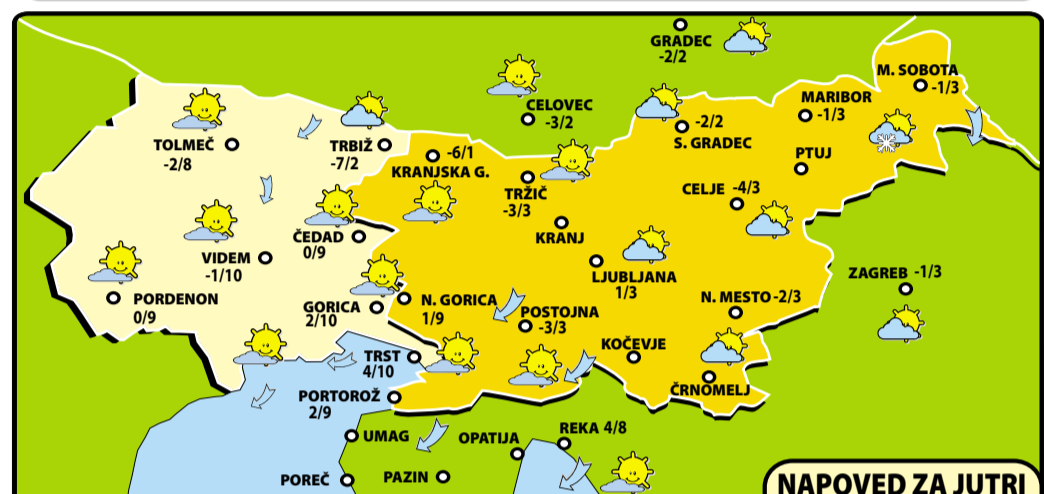 GRADEC
-2/2
M. SOBOTA
-1/3
CELOVEC
-3/2
MARIBOR
-1/3
-2/2
S. GRADEC
TOLMEČ
-2/8
TRBIŽ
-7/2
-6/1
KRANJSKA G.
PTUJ
TRŽIČ
-3/3
CELJE -4/3
KRANJ
ČEDAD
0/9
VIDEM
-1/10
LJUBLJANA
1/3
ZAGREB -1/3
PORDENON
0/9
GORICA
2/10
N. GORICA
1/9
POSTOJNA
-3/3
N. MESTO -2/3
KOČEVJE
TRST
4/10
ČRNOMELJ
PORTOROŽ
2/9
UMAG
OPATIJA
REKA 4/8
POREČ
PAZIN
NAPOVED ZA JUTRI